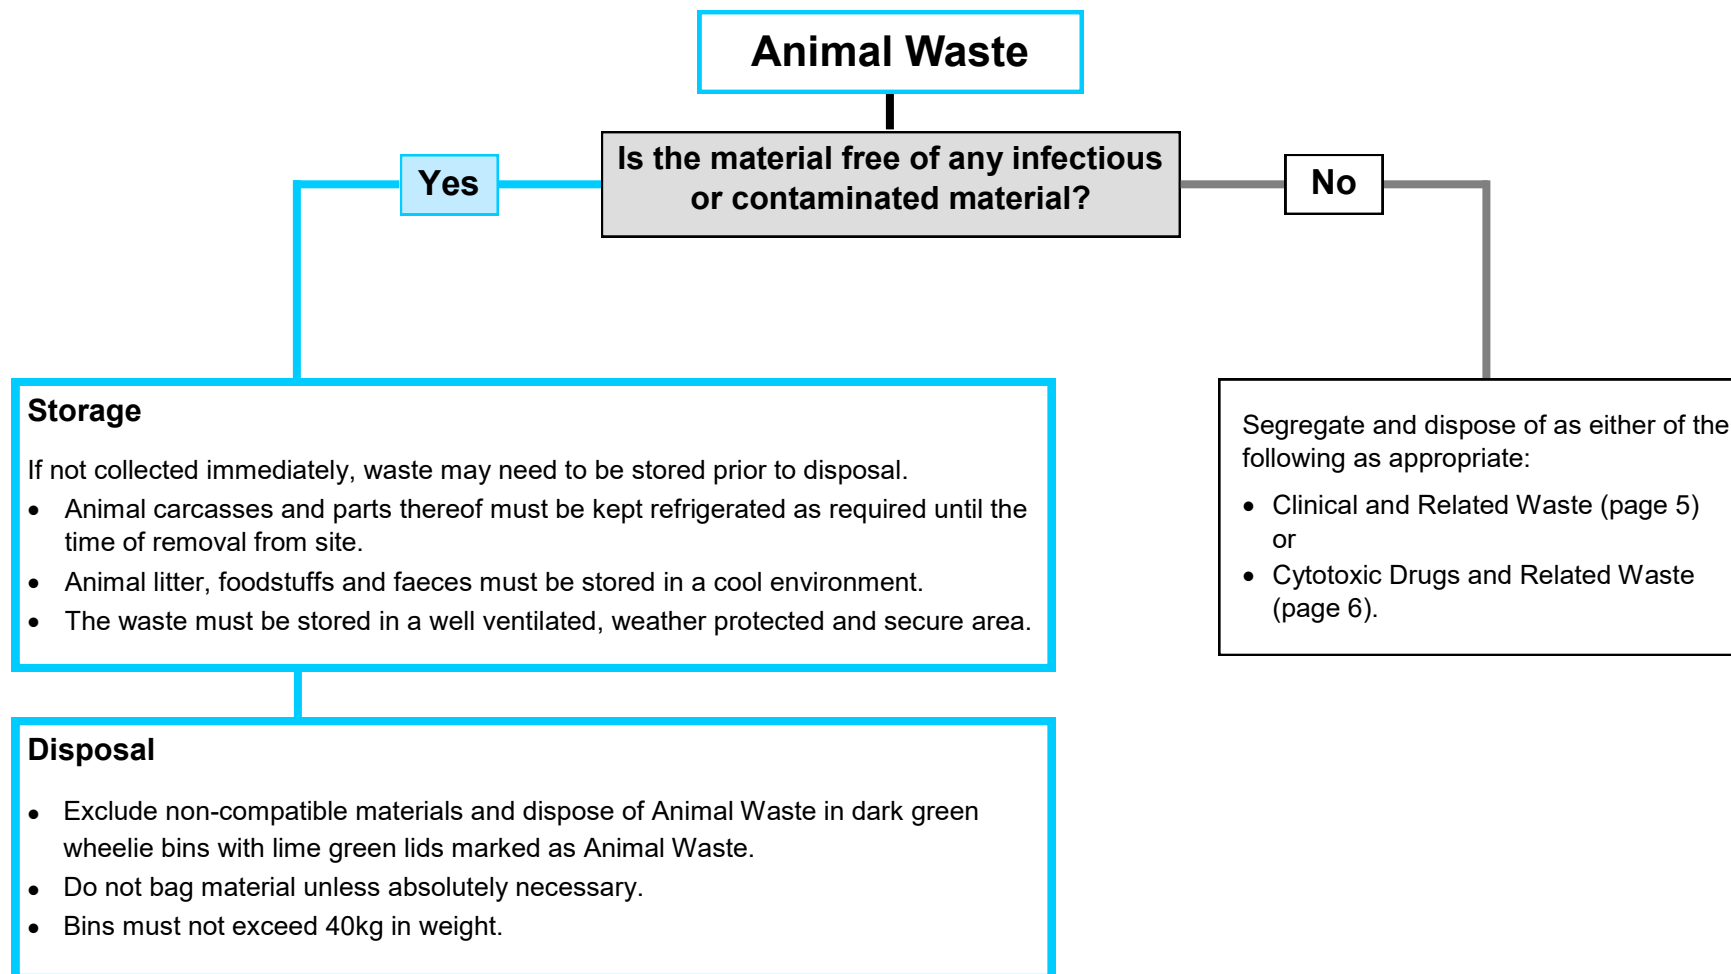 Animal Waste
Is the material free of any infectious
or contaminated material?
Yes
No
Storage
If not collected immediately, waste may need to be stored prior to disposal.
• Animal carcasses and parts thereof must be kept refrigerated as required until the
time of removal from site.
• Animal litter, foodstuffs and faeces must be stored in a cool environment.
• The waste must be stored in a well ventilated, weather protected and secure area.
Disposal
• Exclude non-compatible materials and dispose of Animal Waste in dark green
wheelie bins with lime green lids marked as Animal Waste.
• Do not bag material unless absolutely necessary.
• Bins must not exceed 40kg in weight.
Segregate and dispose of as either of the
following as appropriate:
• Clinical and Related Waste (page 5)
or
• Cytotoxic Drugs and Related Waste
(page 6).